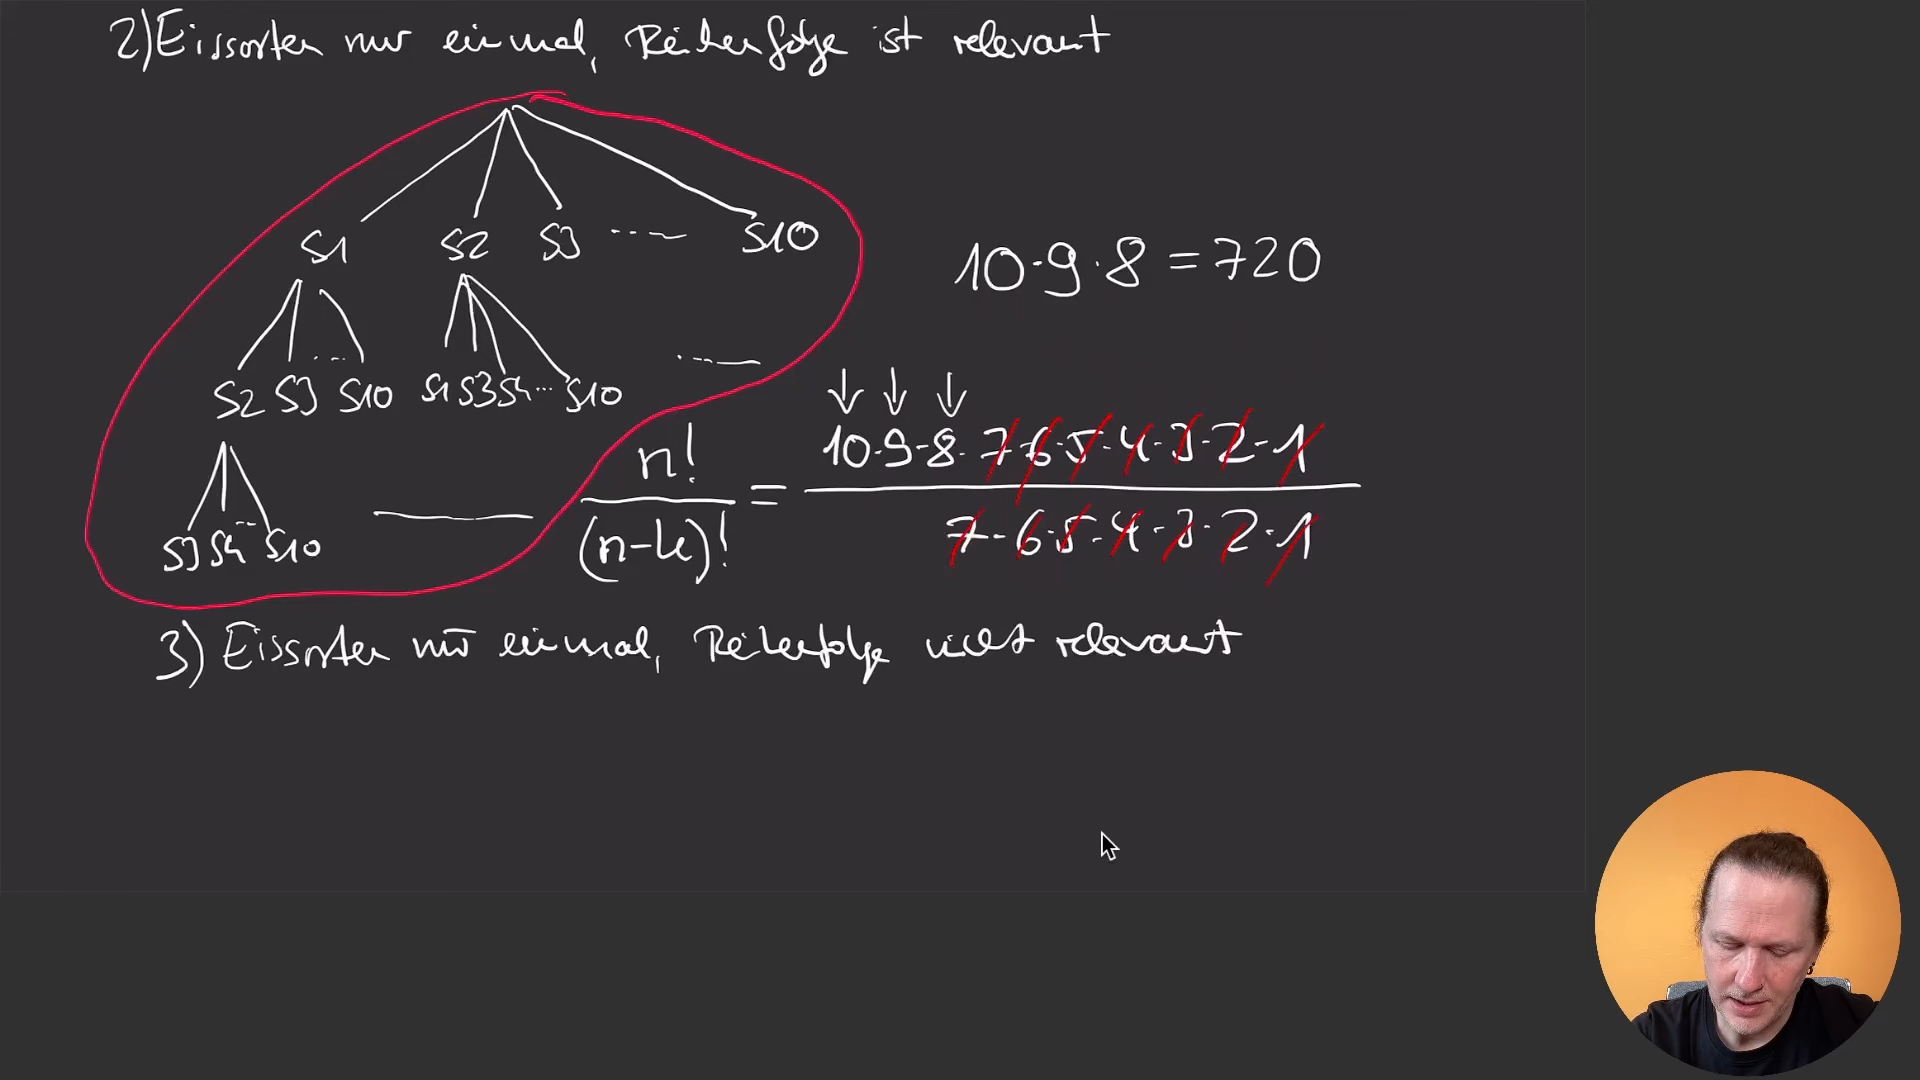 2) Eissorten nur einmal, Reihenfolge ist relevant
S1 S2 S3 ---- S10
10·9·8 = 720
S2 S3 ... S10 S1 S3 S4 ... S10
S3 S4 -- S10
n! / (n-k)! = 10·9·8·7·6·5·4·3·2·1 / 7·6·5·4·3·2·1
3) Eissorten nur einmal, Reihenfolge nicht relevant